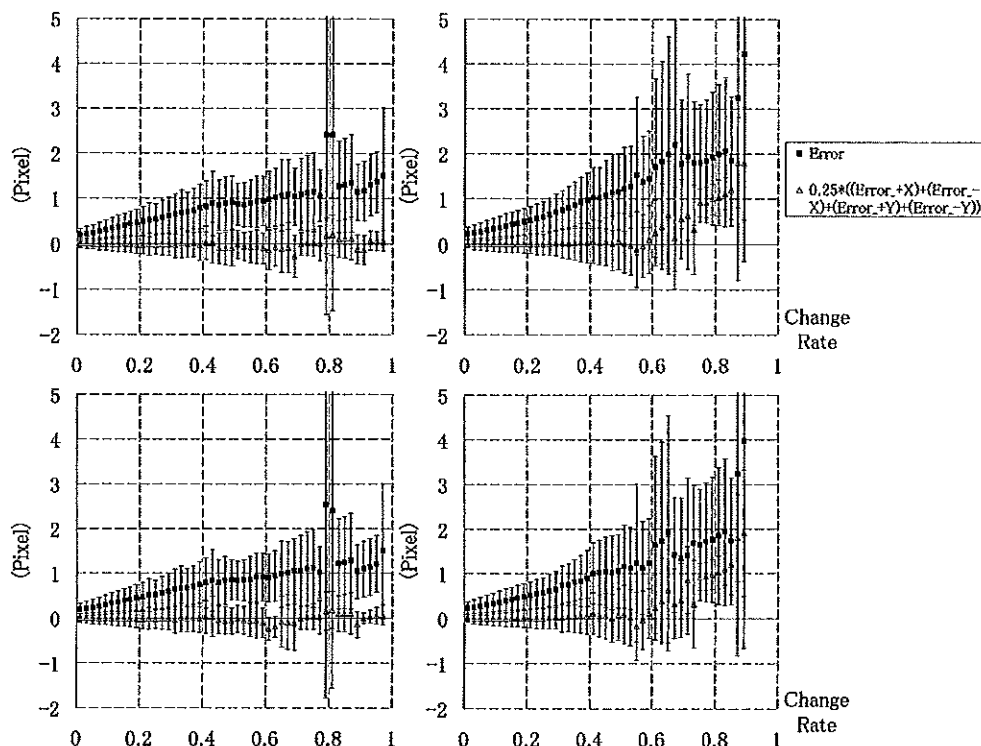 5
4
3
2
1
0
-1
-2
(Pixel)
0 0.2 0.4 0.6 0.8 1
5
4
3
2
1
0
-1
-2
(Pixel)
0 0.2 0.4 0.6 0.8 1
Change
Rate
■ Error
△ 0.25*((Error_+X)+(Error_-
X)+(Error_+Y)+(Error_-Y))
5
4
3
2
1
0
-1
-2
(Pixel)
0 0.2 0.4 0.6 0.8 1
5
4
3
2
1
0
-1
-2
(Pixel)
0 0.2 0.4 0.6 0.8 1
Change
Rate